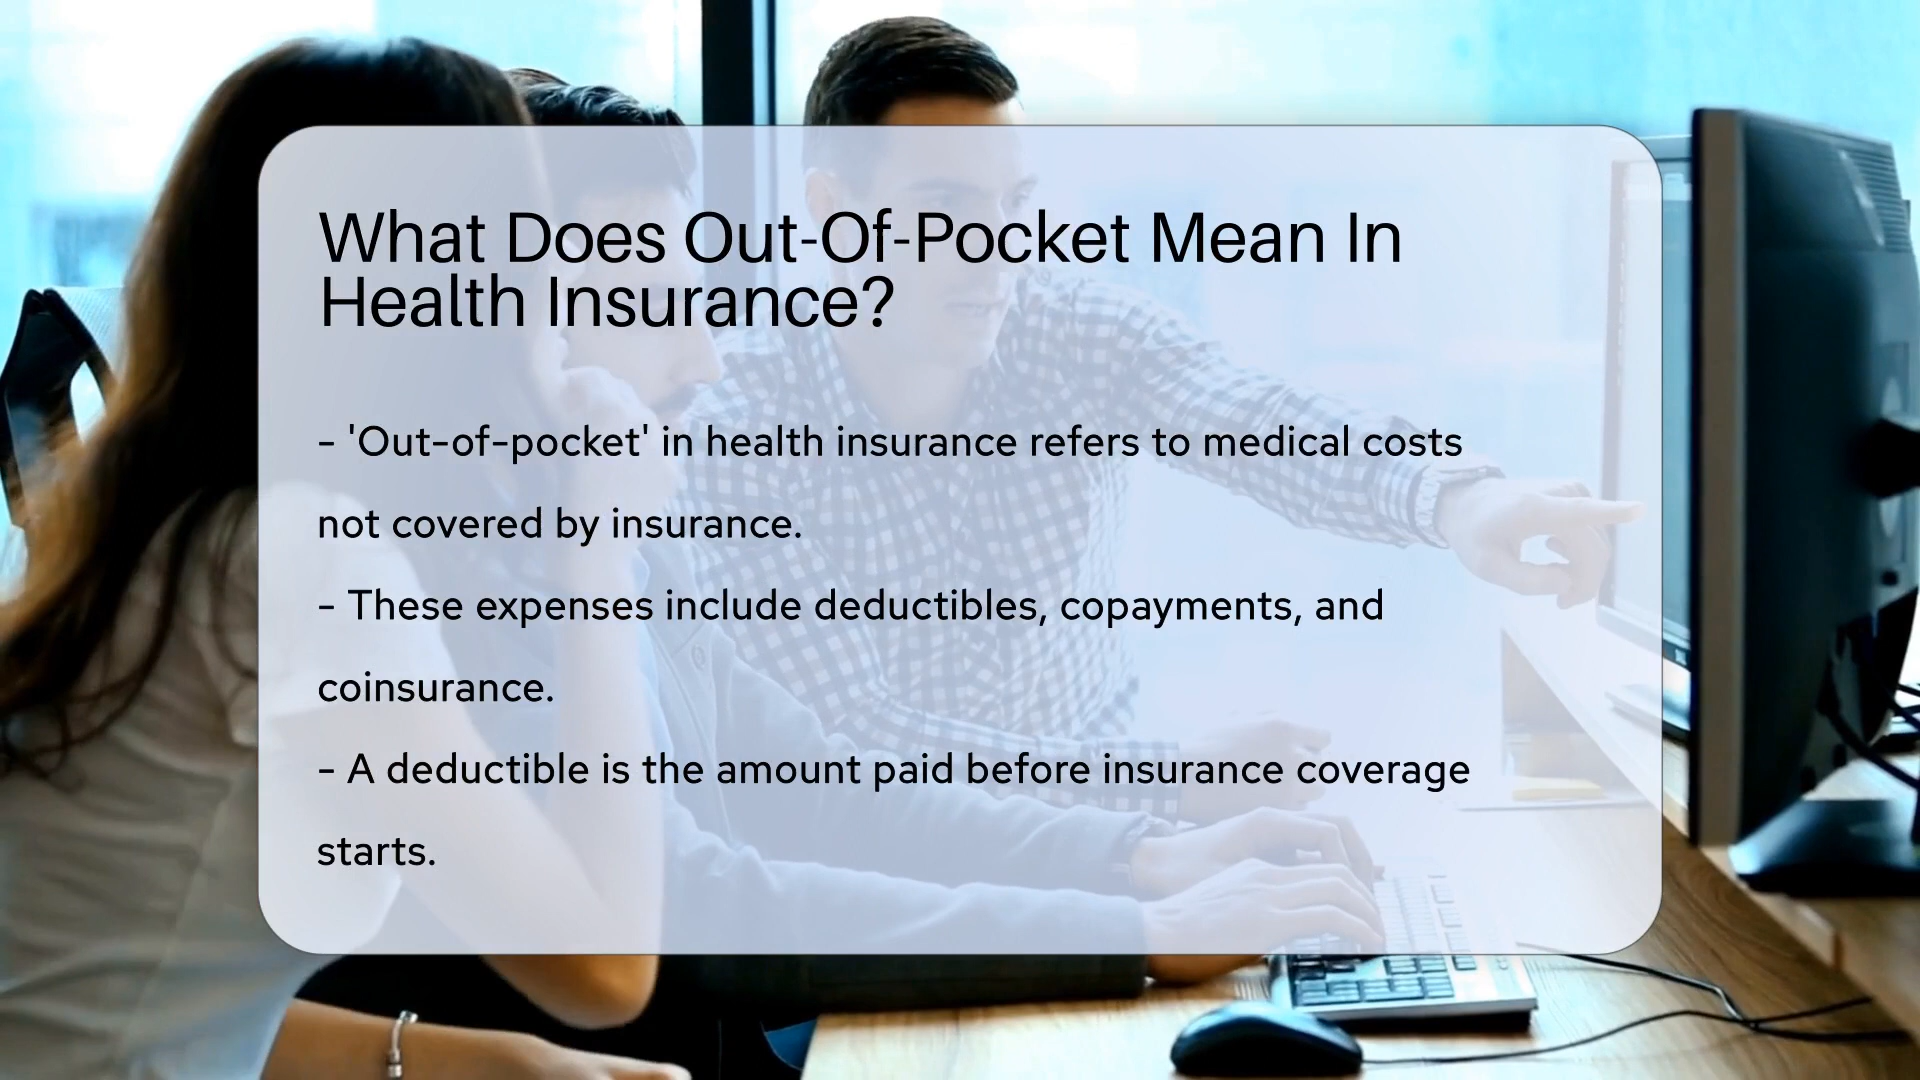 What Does Out-Of-Pocket Mean In
Health Insurance?
- 'Out-of-pocket' in health insurance refers to medical costs
not covered by insurance.
- These expenses include deductibles, copayments, and
coinsurance.
- A deductible is the amount paid before insurance coverage
starts.